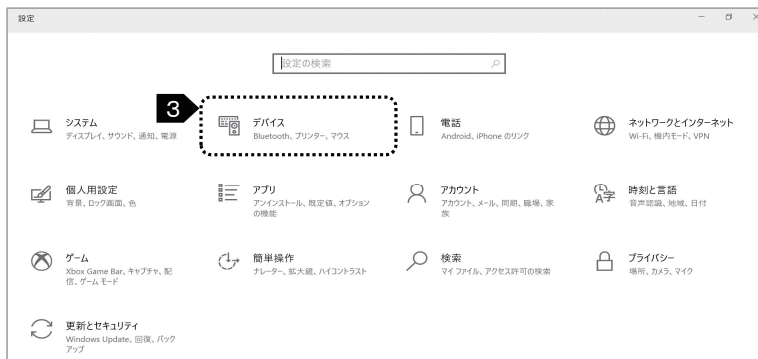 設定
設定の検索
3
システム
ディスプレイ、サウンド、通知、電源
デバイス
Bluetooth、プリンター、マウス
電話
Android、iPhone のリンク
ネットワークとインターネット
Wi-Fi、機内モード、VPN
個人用設定
背景、ロック画面、色
アプリ
アンインストール、既定値、オプション
の機能
アカウント
アカウント、メール、同期、職場、家
族
時刻と言語
音声認識、地域、日付
ゲーム
Xbox Game Bar、キャプチャ、配
信、ゲーム モード
簡単操作
ナレーター、拡大鏡、ハイコントラスト
検索
マイ ファイル、アクセス許可の検索
プライバシー
場所、カメラ、マイク
更新とセキュリティ
Windows Update、回復、バック
アップ